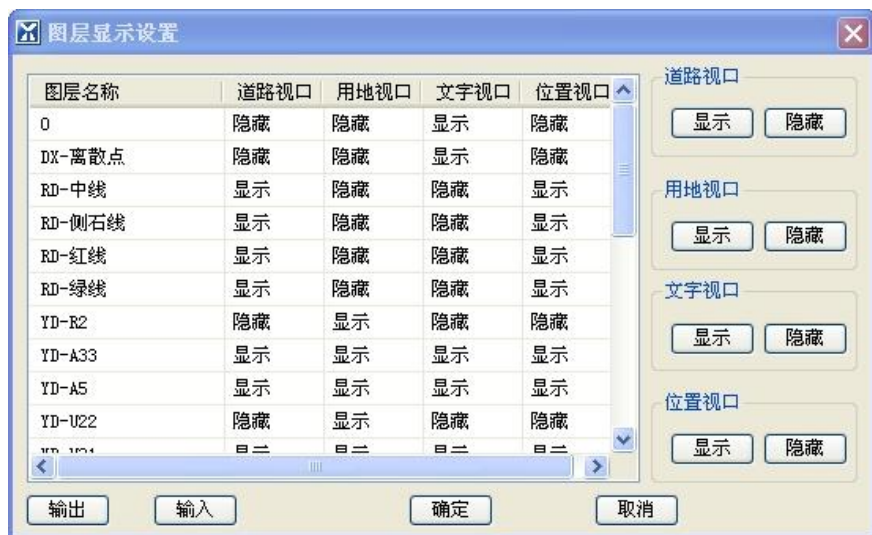 图层显示设置
图层名称 道路视口 用地视口 文字视口 位置视口
0 隐藏 隐藏 显示 隐藏
DX-离散点 隐藏 隐藏 显示 隐藏
RD-中线 显示 隐藏 隐藏 显示
RD-侧石线 显示 隐藏 隐藏 显示
RD-红线 显示 隐藏 隐藏 显示
RD-绿线 显示 隐藏 隐藏 显示
YD-R2 隐藏 显示 隐藏 隐藏
YD-A33 显示 显示 显示 显示
YD-A5 显示 显示 显示 显示
YD-U22 隐藏 显示 隐藏 隐藏
道路视口
显示 隐藏
用地视口
显示 隐藏
文字视口
显示 隐藏
位置视口
显示 隐藏
输出 输入 确定 取消